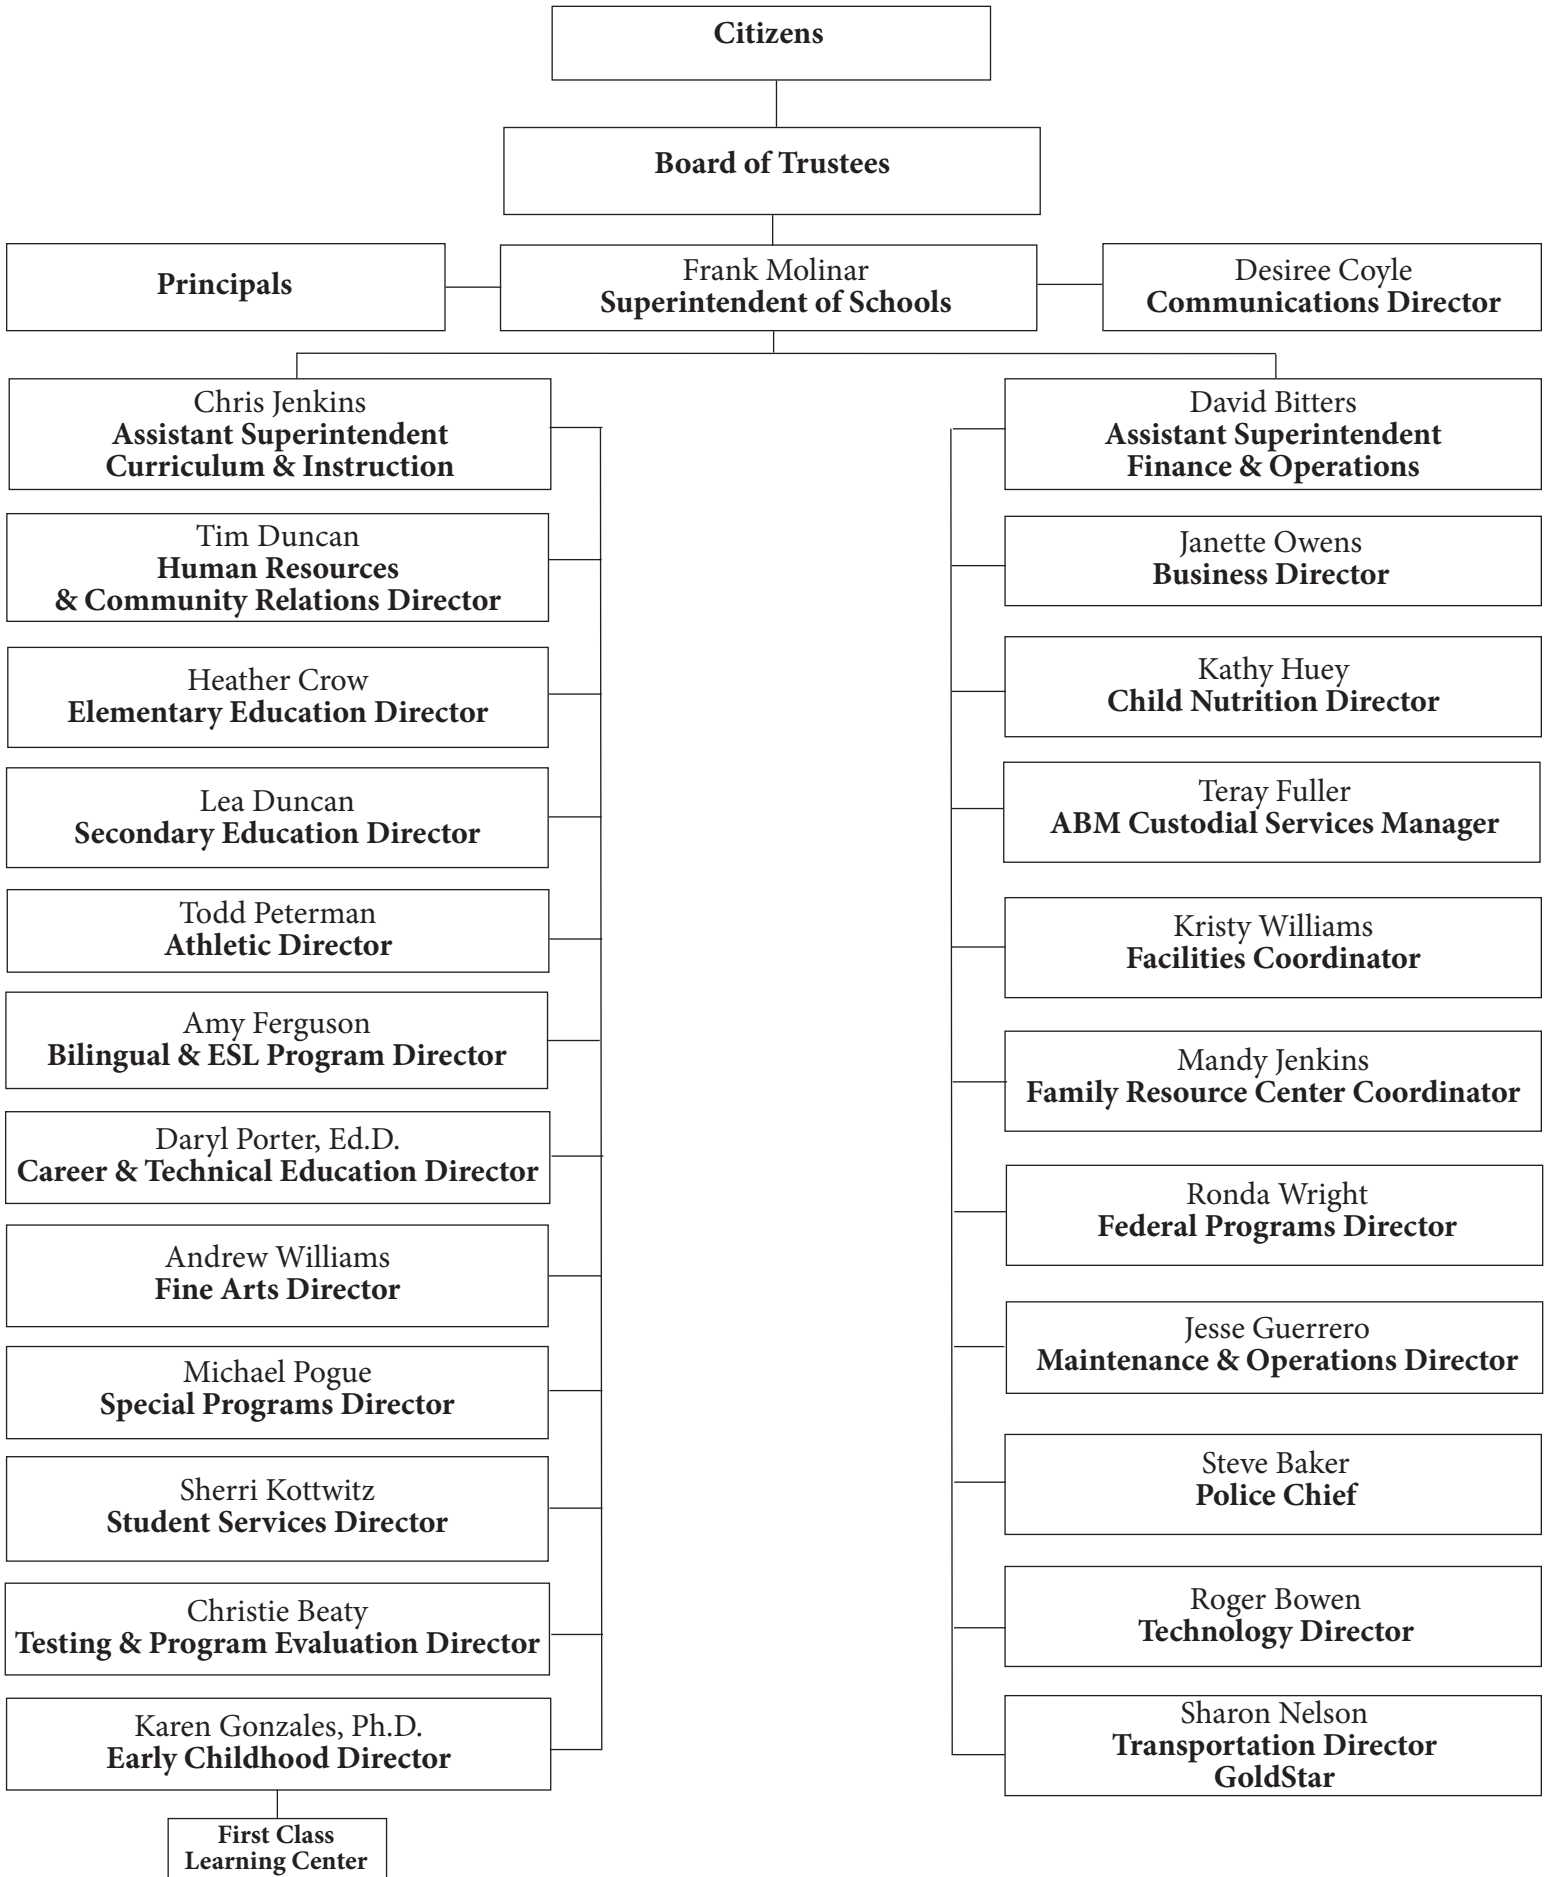 Citizens
Board of Trustees
Principals
Frank Molinar
Superintendent of Schools
Desiree Coyle
Communications Director
Chris Jenkins
Assistant Superintendent
Curriculum & Instruction
Tim Duncan
Human Resources
& Community Relations Director
Heather Crow
Elementary Education Director
Lea Duncan
Secondary Education Director
Todd Peterman
Athletic Director
Amy Ferguson
Bilingual & ESL Program Director
Daryl Porter, Ed.D.
Career & Technical Education Director
Andrew Williams
Fine Arts Director
Michael Pogue
Special Programs Director
Sherri Kottwitz
Student Services Director
Christie Beaty
Testing & Program Evaluation Director
Karen Gonzales, Ph.D.
Early Childhood Director
First Class
Learning Center
David Bitters
Assistant Superintendent
Finance & Operations
Janette Owens
Business Director
Kathy Huey
Child Nutrition Director
Teray Fuller
ABM Custodial Services Manager
Kristy Williams
Facilities Coordinator
Mandy Jenkins
Family Resource Center Coordinator
Ronda Wright
Federal Programs Director
Jesse Guerrero
Maintenance & Operations Director
Steve Baker
Police Chief
Roger Bowen
Technology Director
Sharon Nelson
Transportation Director
GoldStar